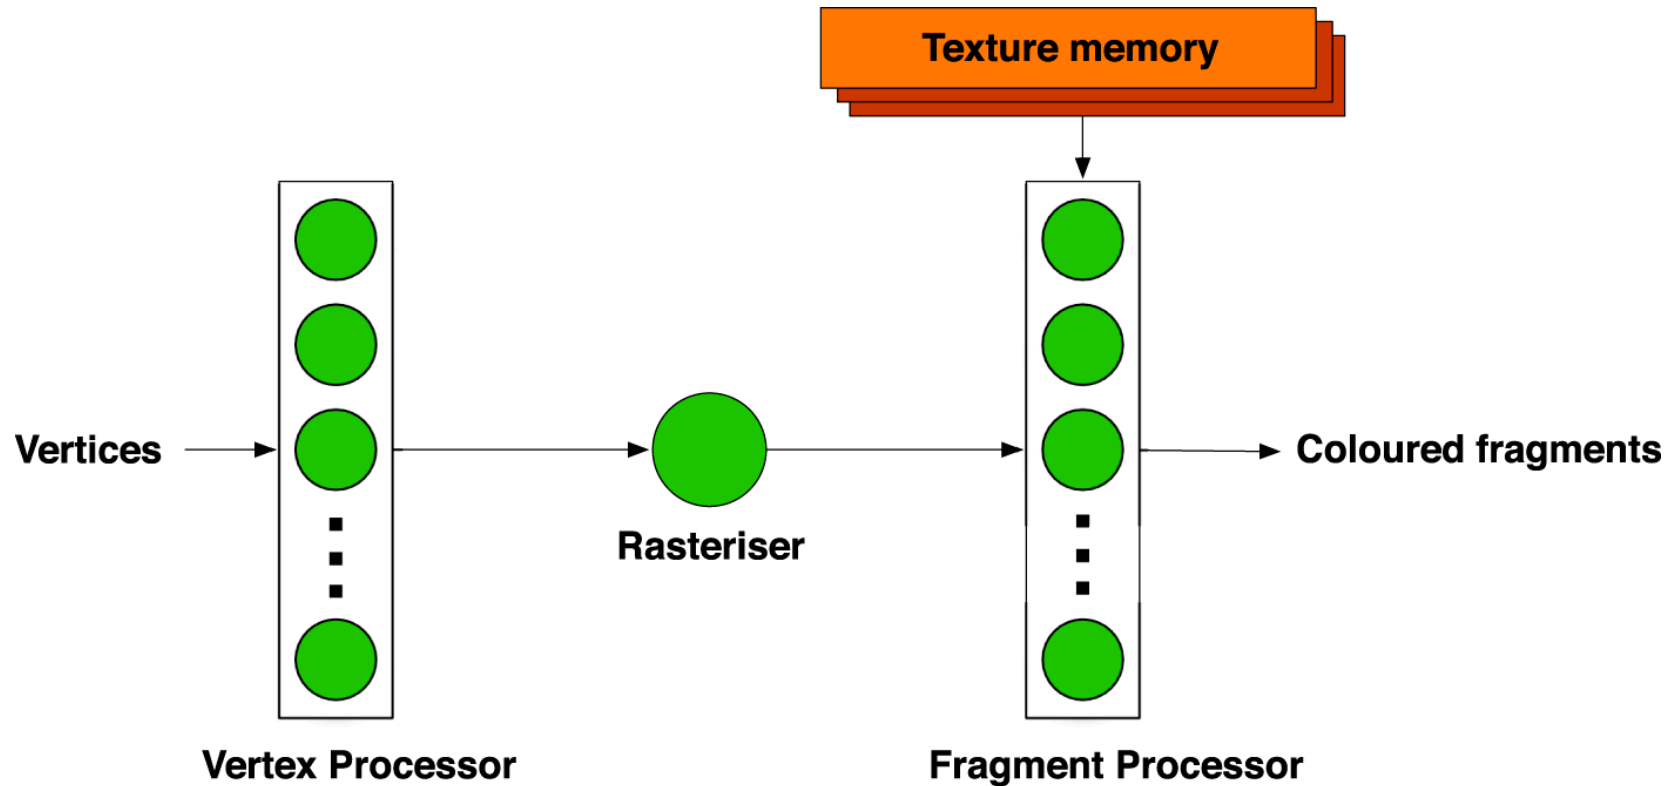 Texture memory
Vertices
Coloured fragments
Rasteriser
Vertex Processor
Fragment Processor